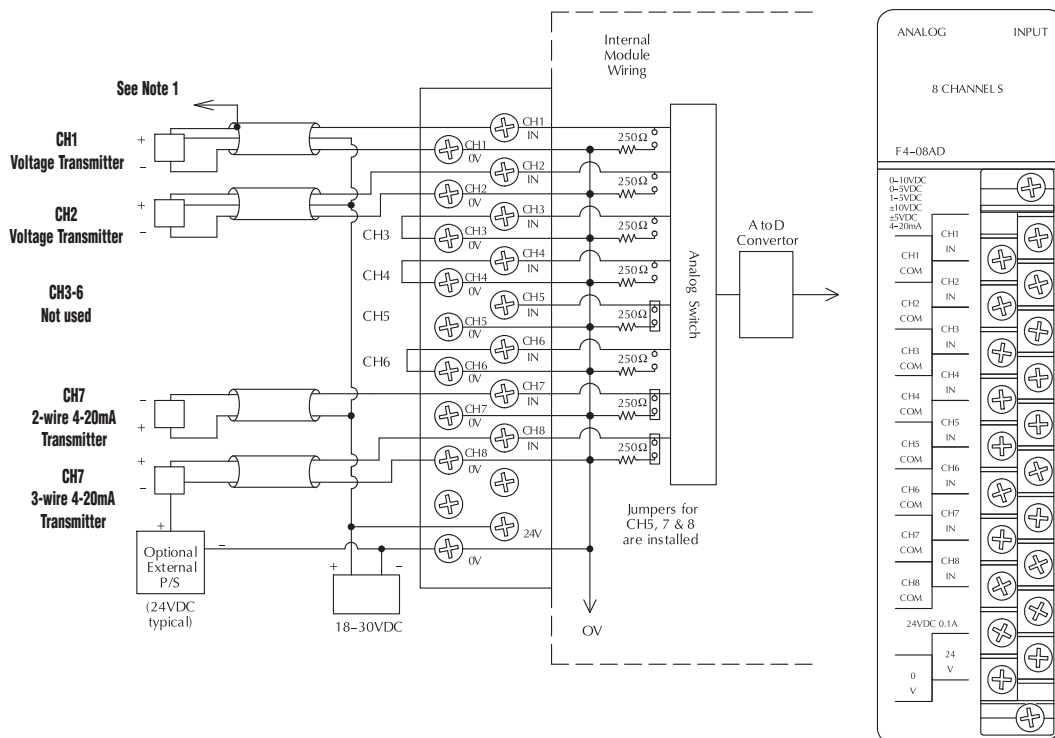 See Note 1
CH1
Voltage Transmitter
+
–
CH2
Voltage Transmitter
+
–
CH3-6
Not used
CH7
2-wire 4-20mA
Transmitter
–
+
CH7
3-wire 4-20mA
Transmitter
+
–
+
–
Optional
External
P/S
(24VDC
typical)
+
–
18–30VDC
CH3
CH4
CH5
CH6
CH1
IN
CH1
0V
CH2
IN
CH2
0V
CH3
IN
CH3
0V
CH4
IN
CH4
0V
CH5
IN
CH5
0V
CH6
IN
CH6
0V
CH7
IN
CH7
0V
CH8
IN
CH8
0V
24V
0V
Internal
Module
Wiring
250Ω
250Ω
250Ω
250Ω
250Ω
250Ω
250Ω
250Ω
Analog Switch
A to D
Convertor
Jumpers for
CH5, 7 & 8
are installed
OV
ANALOG INPUT
8 CHANNELS
F4–08AD
0–10VDC
0–5VDC
1–5VDC
±10VDC
±5VDC
4–20mA
CH1
IN
CH1
COM
CH2
IN
CH2
COM
CH3
IN
CH3
COM
CH4
IN
CH4
COM
CH5
IN
CH5
COM
CH6
IN
CH6
COM
CH7
IN
CH7
COM
CH8
IN
CH8
COM
24VDC 0.1A
24
V
0
V